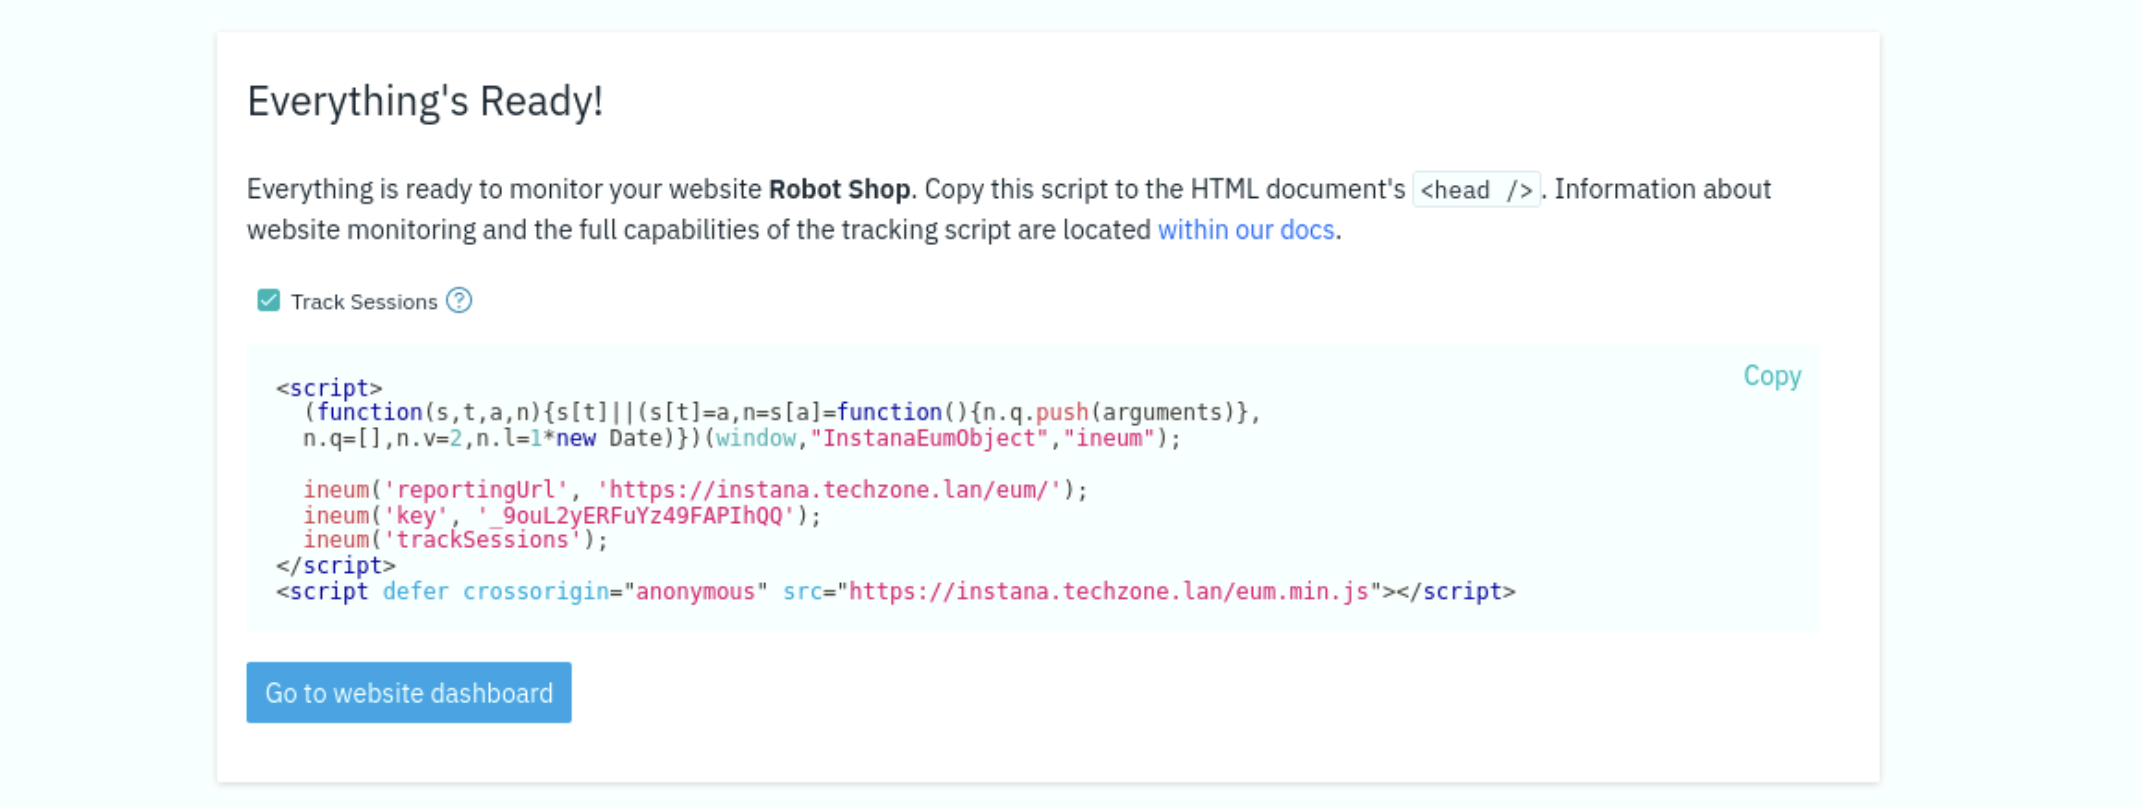 Everything's Ready!
Everything is ready to monitor your website Robot Shop. Copy this script to the HTML document's <head />. Information about
website monitoring and the full capabilities of the tracking script are located within our docs.
Track Sessions ?
Copy
<script>
  (function(s,t,a,n){s[t]||(s[t]=a,n=s[a]=function(){n.q.push(arguments)},
  n.q=[],n.v=2,n.l=1*new Date)})(window,"InstanaEumObject","ineum");

  ineum('reportingUrl', 'https://instana.techzone.lan/eum/');
  ineum('key', '_9ouL2yERFuYz49FAPIhQQ');
  ineum('trackSessions');
</script>
<script defer crossorigin="anonymous" src="https://instana.techzone.lan/eum.min.js"></script>
Go to website dashboard